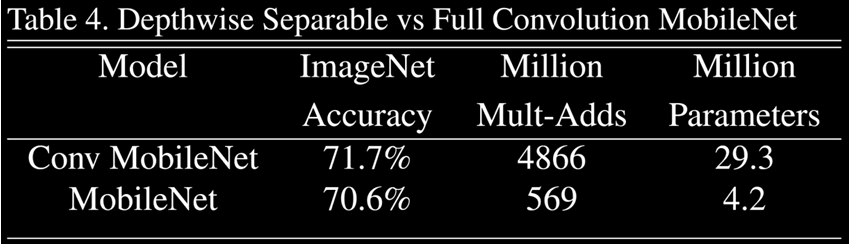 Table 4. Depthwise Separable vs Full Convolution MobileNet
Model ImageNet Million Million
Accuracy Mult-Adds Parameters
Conv MobileNet 71.7% 4866 29.3
MobileNet 70.6% 569 4.2